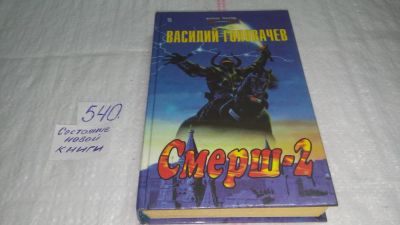 540.
Состояние
новой
книги
ВАСИЛИЙ ГОЛОВАЧЕВ
Смерш-2